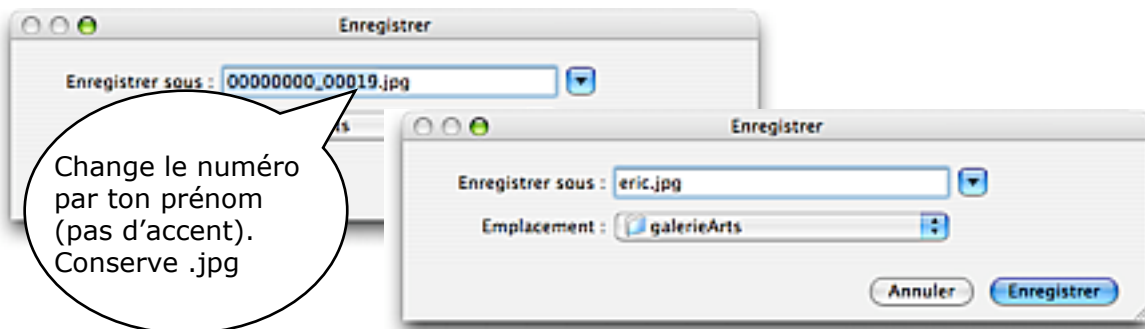 Enregistrer
Enregistrer sous : 00000000_00019.jpg
ts
Change le numéro
par ton prénom
(pas d’accent).
Conserve .jpg
Enregistrer
Enregistrer sous : eric.jpg
Emplacement : galerieArts
Annuler Enregistrer